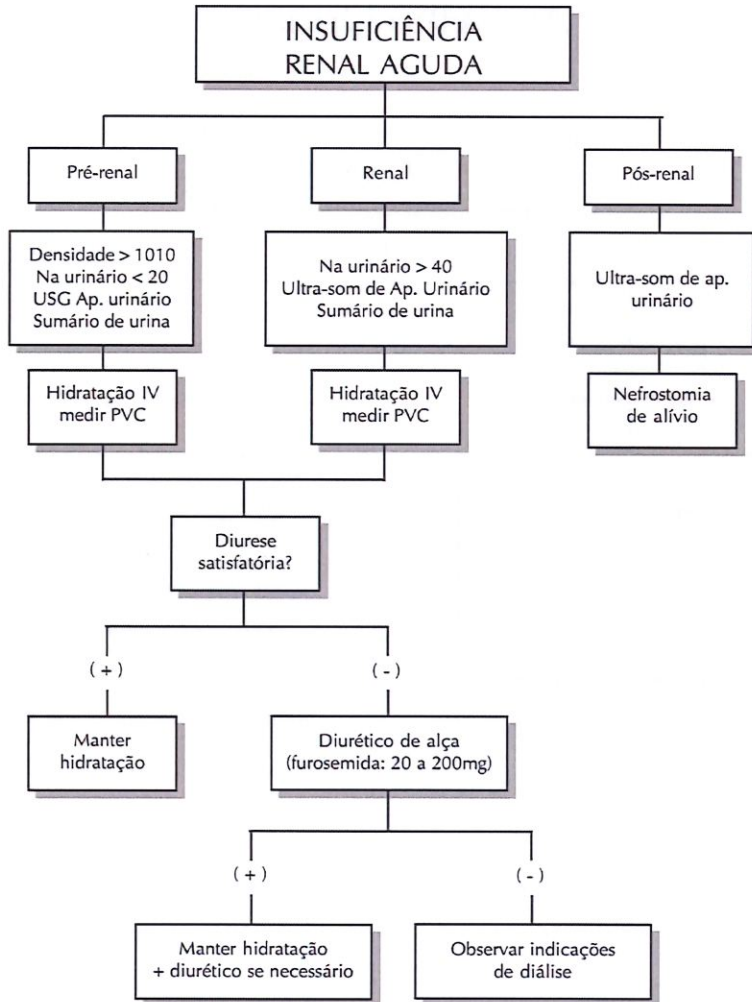 INSUFICIÊNCIA
RENAL AGUDA
Pré-renal
Renal
Pós-renal
Densidade > 1010
Na urinário < 20
USG Ap. urinário
Sumário de urina
Na urinário > 40
Ultra-som de Ap. Urinário
Sumário de urina
Ultra-som de ap.
urinário
Hidratação IV
medir PVC
Hidratação IV
medir PVC
Nefrostomia
de alívio
Diurese
satisfatória?
( + )
( - )
Manter
hidratação
Diurético de alça
(furosemida: 20 a 200mg)
( + )
( - )
Manter hidratação
+ diurético se necessário
Observar indicações
de diálise